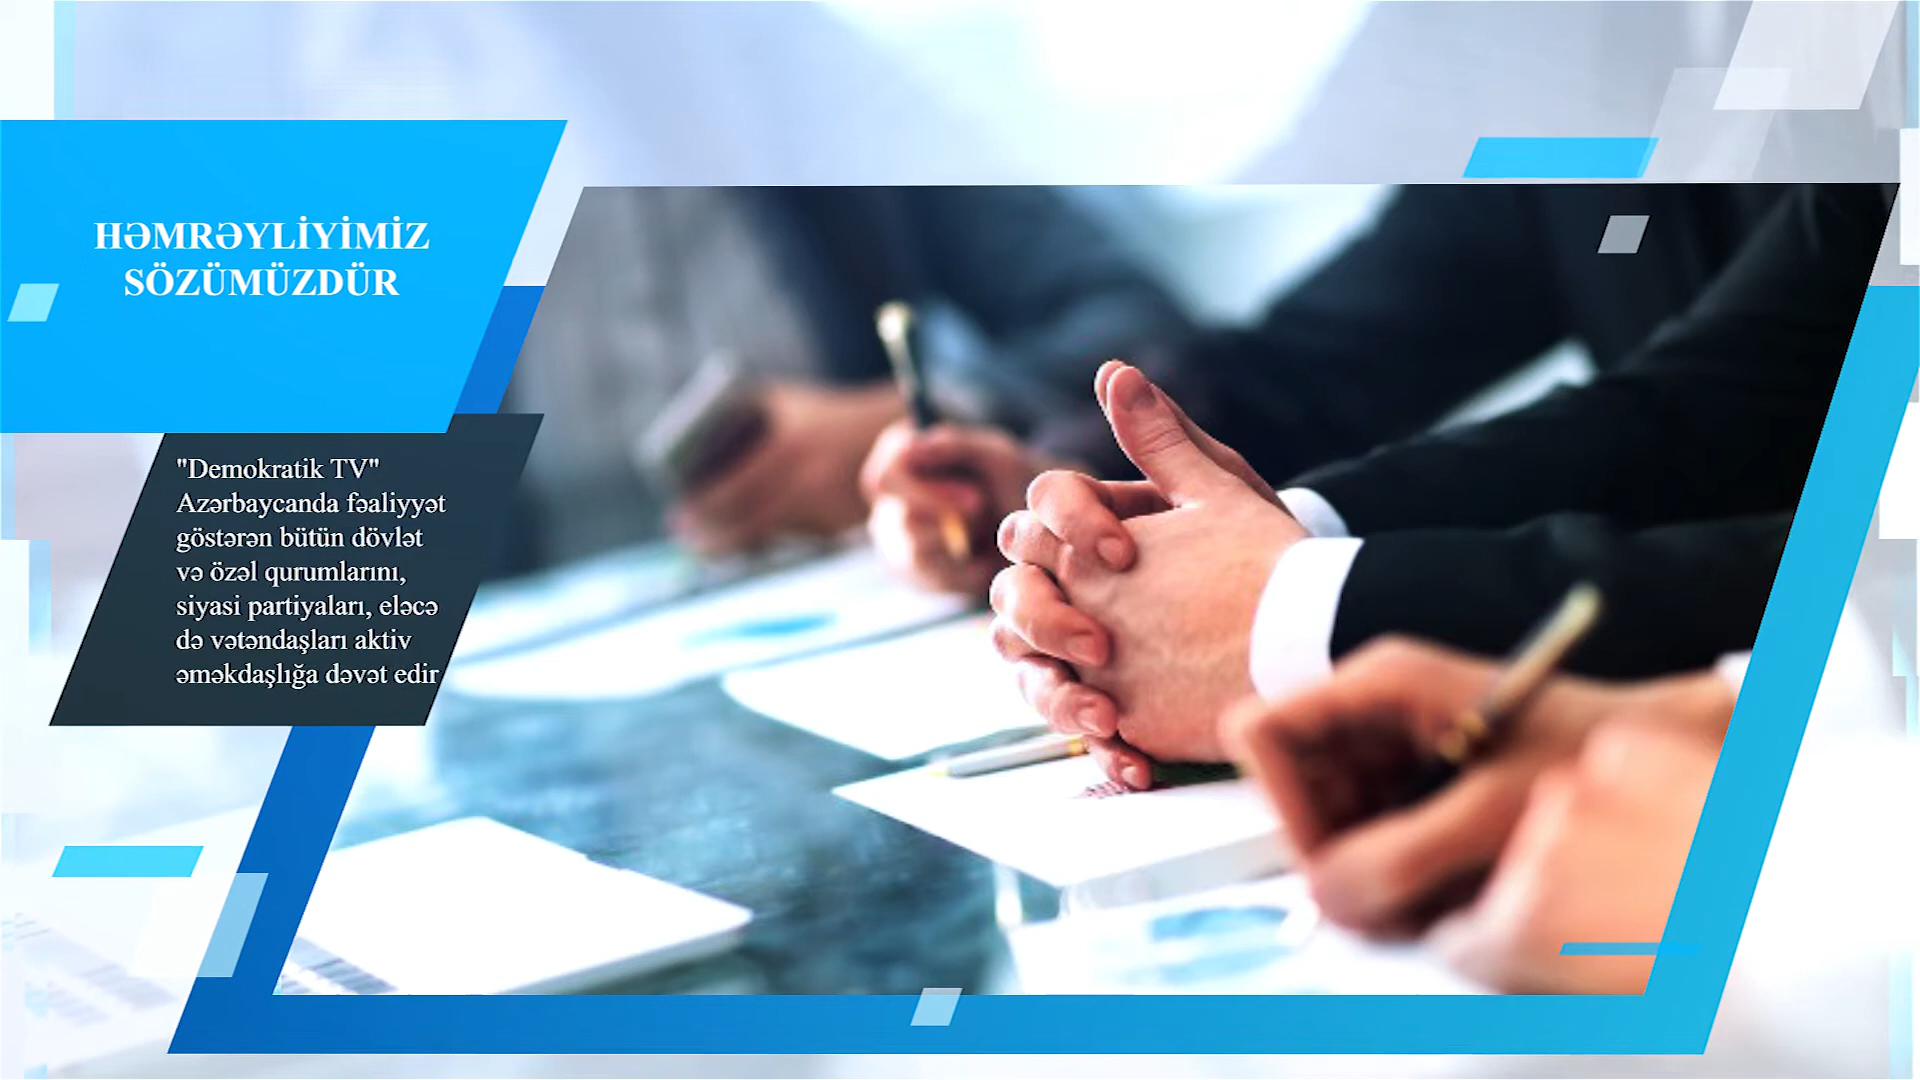 HƏMRƏYLİYİMİZ
SÖZÜMÜZDÜR
"Demokratik TV"
Azərbaycanda fəaliyyət
göstərən bütün dövlət
və özəl qurumlarını,
siyasi partiyaları, eləcə
də vətəndaşları aktiv
əməkdaşlığa dəvət edir